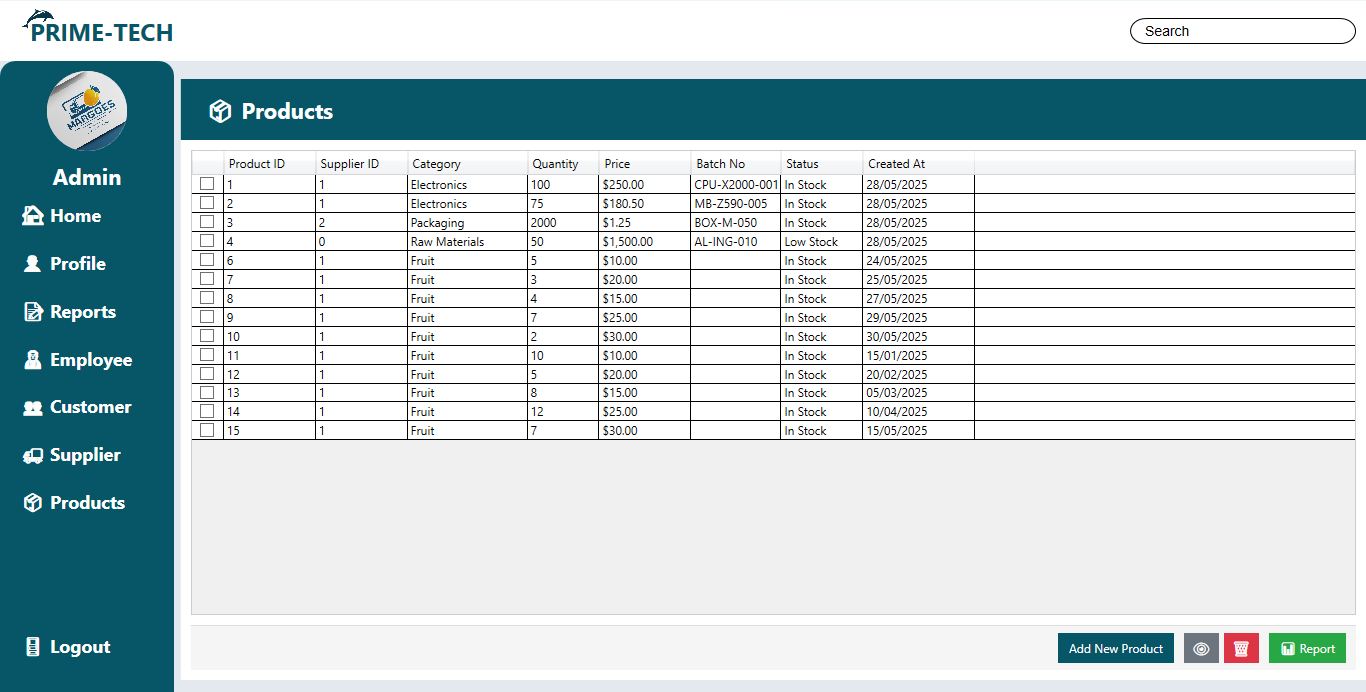 PRIME-TECH
Search
MARGOES
Admin
Home
Profile
Reports
Employee
Customer
Supplier
Products
Logout
Products
Product ID Supplier ID Category Quantity Price Batch No Status Created At
1 1 Electronics 100 $250.00 CPU-X2000-001 In Stock 28/05/2025
2 1 Electronics 75 $180.50 MB-Z590-005 In Stock 28/05/2025
3 2 Packaging 2000 $1.25 BOX-M-050 In Stock 28/05/2025
4 0 Raw Materials 50 $1,500.00 AL-ING-010 Low Stock 28/05/2025
6 1 Fruit 5 $10.00 In Stock 24/05/2025
7 1 Fruit 3 $20.00 In Stock 25/05/2025
8 1 Fruit 4 $15.00 In Stock 27/05/2025
9 1 Fruit 7 $25.00 In Stock 29/05/2025
10 1 Fruit 2 $30.00 In Stock 30/05/2025
11 1 Fruit 10 $10.00 In Stock 15/01/2025
12 1 Fruit 5 $20.00 In Stock 20/02/2025
13 1 Fruit 8 $15.00 In Stock 05/03/2025
14 1 Fruit 12 $25.00 In Stock 10/04/2025
15 1 Fruit 7 $30.00 In Stock 15/05/2025
Add New Product
Report